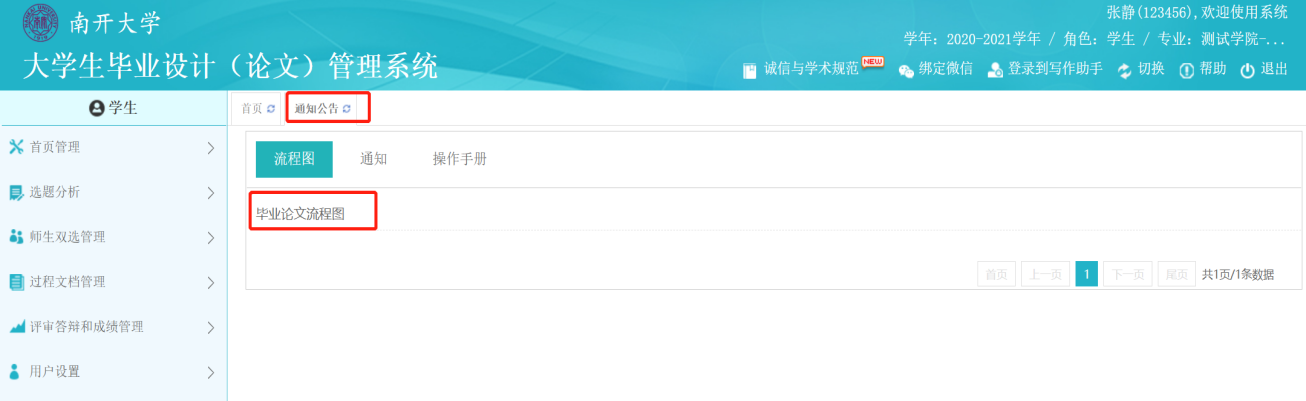 南开大学
大学生毕业设计（论文）管理系统
张静(123456),欢迎使用系统
学年：2020-2021学年 / 角色：学生 / 专业：测试学院-...
诚信与学术规范 NEW 绑定微信 登录到写作助手 切换 帮助 退出
学生
首页管理
选题分析
师生双选管理
过程文档管理
评审答辩和成绩管理
用户设置
首页 通知公告
流程图 通知 操作手册
毕业论文流程图
首页 上一页 1 下一页 尾页 共1页/1条数据